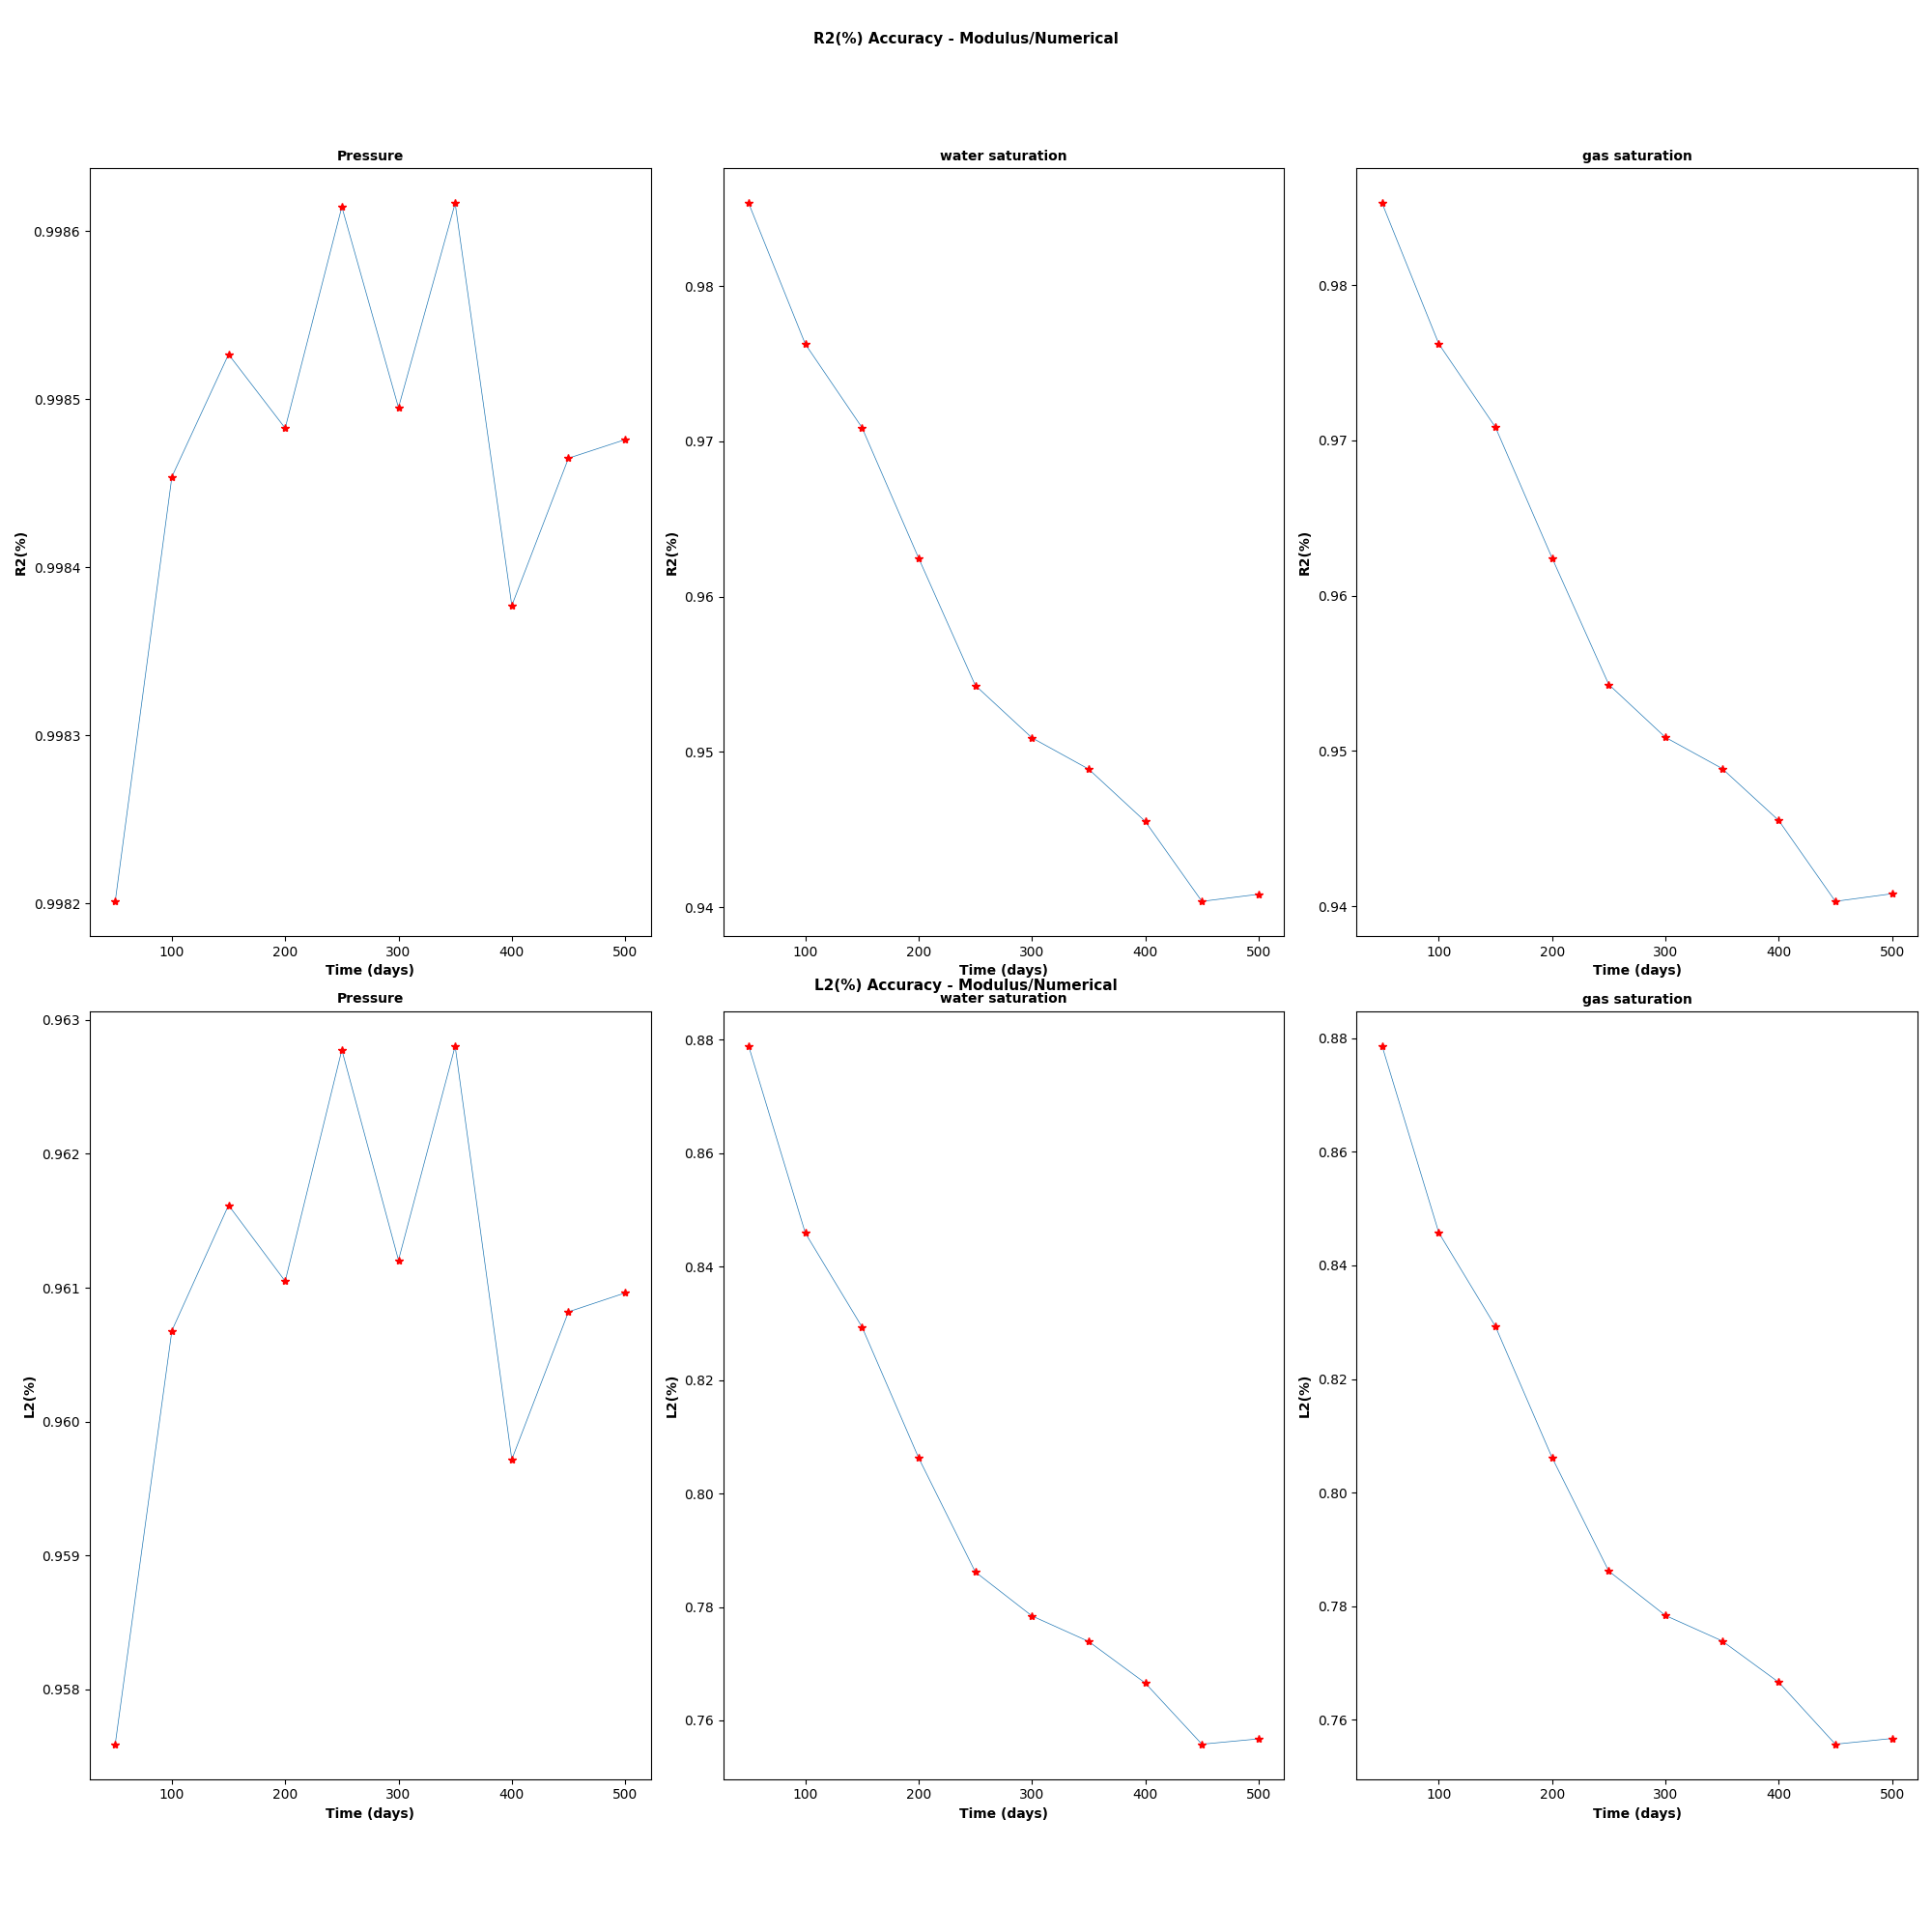 R2(%) Accuracy - Modulus/Numerical
Pressure
0.9986
0.9985
0.9984
0.9983
0.9982
R2(%)
100 200 300 400 500
Time (days)
water saturation
0.98
0.97
0.96
0.95
0.94
R2(%)
100 200 300 400 500
Time (days)
gas saturation
0.98
0.97
0.96
0.95
0.94
R2(%)
100 200 300 400 500
Time (days)
L2(%) Accuracy - Modulus/Numerical
Pressure
0.963
0.962
0.961
0.960
0.959
0.958
L2(%)
100 200 300 400 500
Time (days)
water saturation
0.88
0.86
0.84
0.82
0.80
0.78
0.76
L2(%)
100 200 300 400 500
Time (days)
gas saturation
0.88
0.86
0.84
0.82
0.80
0.78
0.76
L2(%)
100 200 300 400 500
Time (days)